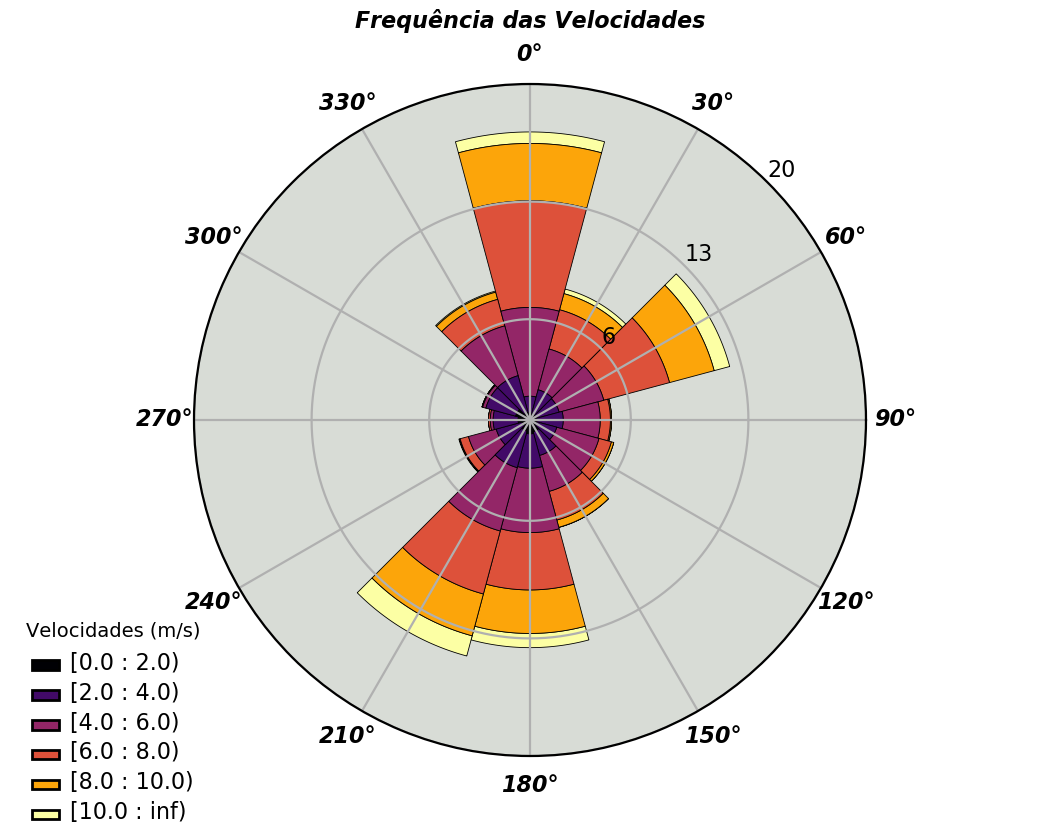 Frequência das Velocidades
0°
330°
30°
20
300°
60°
13
6
270°
90°
240°
120°
210°
150°
180°
Velocidades (m/s)
[0.0 : 2.0)
[2.0 : 4.0)
[4.0 : 6.0)
[6.0 : 8.0)
[8.0 : 10.0)
[10.0 : inf)